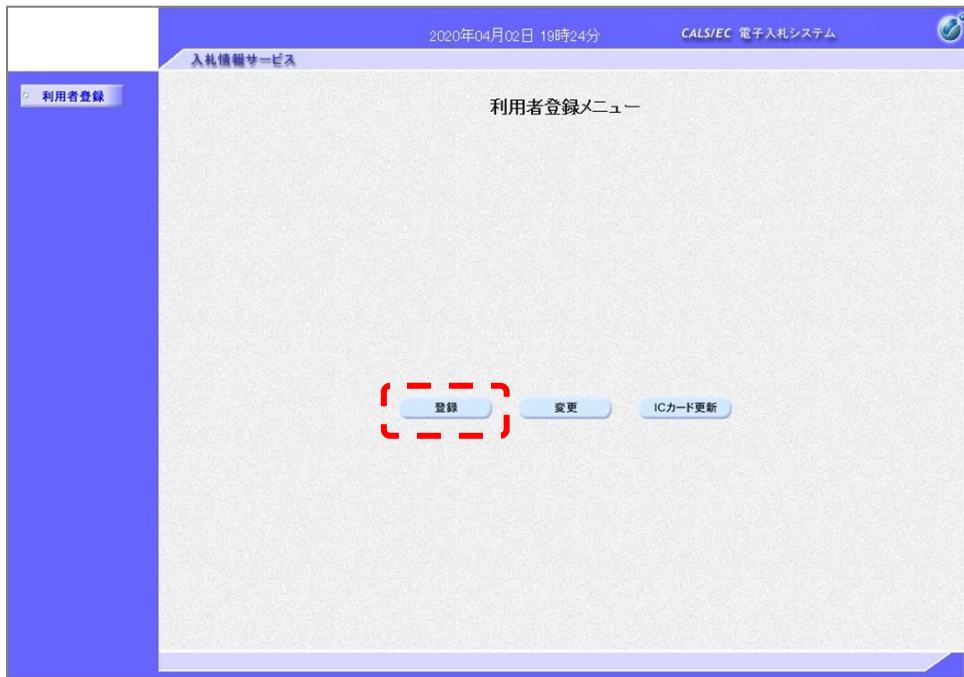 2020年04月02日 19時24分
CALS/EC 電子入札システム
入札情報サービス
利用者登録
利用者登録メニュー
登録
変更
ICカード更新